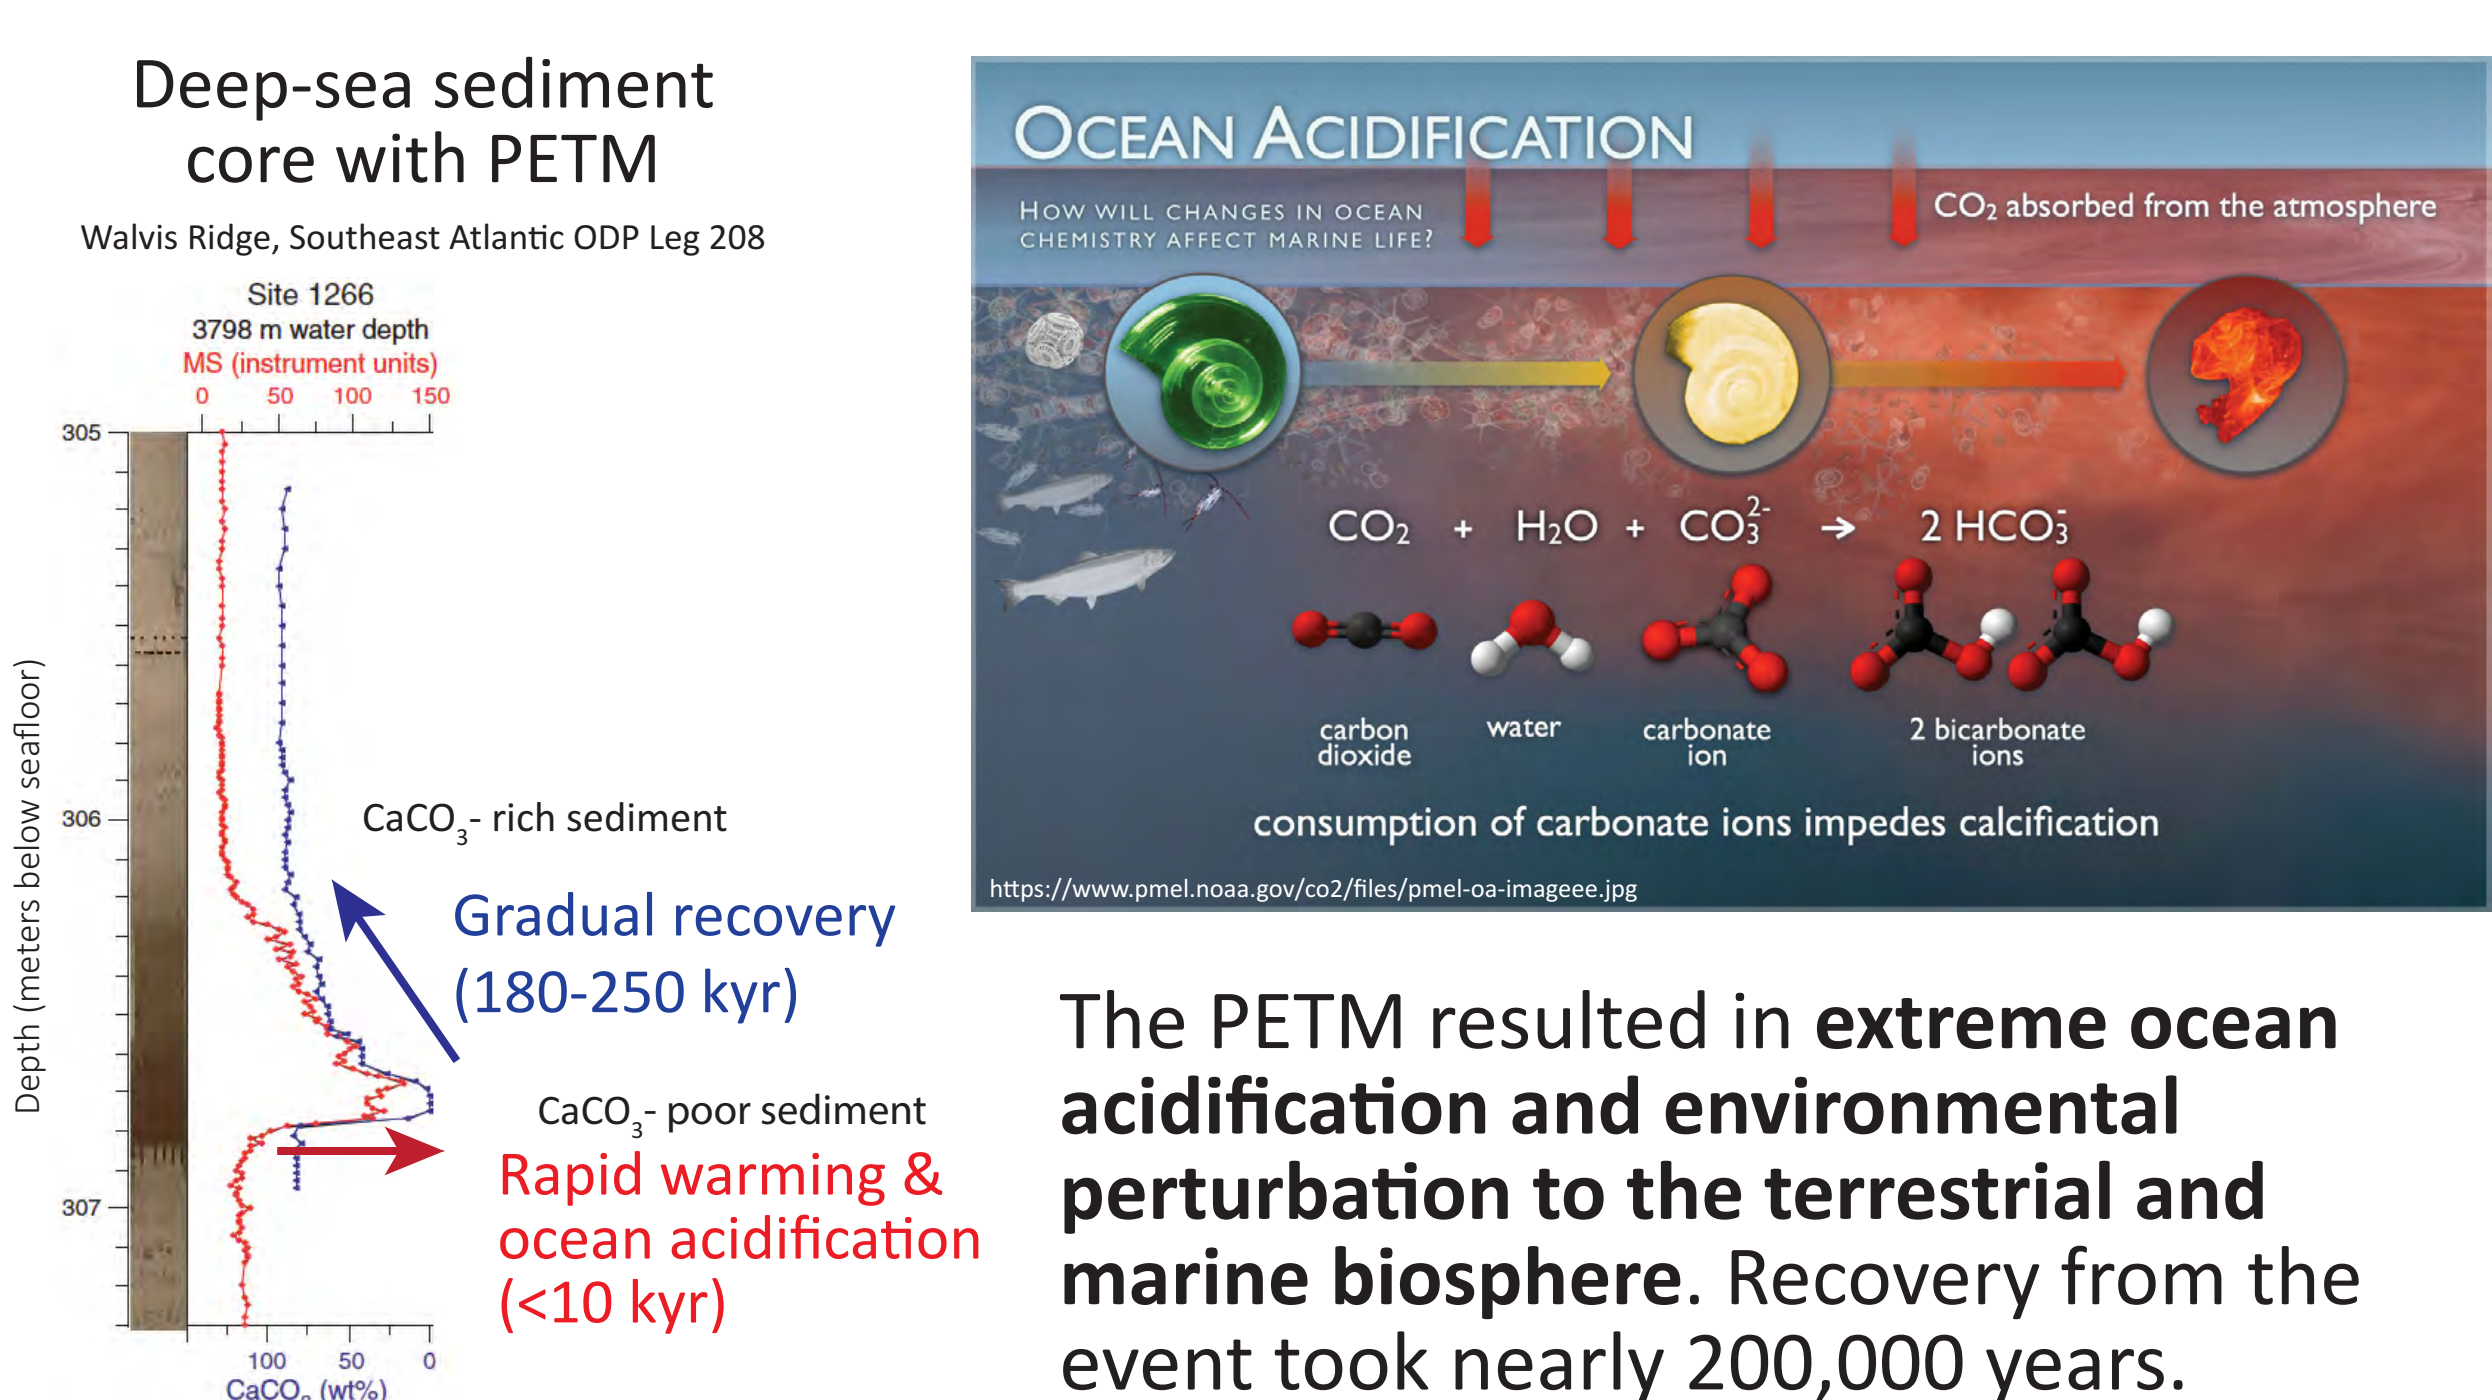 Deep-sea sediment
core with PETM
Walvis Ridge, Southeast Atlantic ODP Leg 208
Site 1266
3798 m water depth
MS (instrument units)
0 50 100 150
305
306
307
Depth (meters below seafloor)
CaCO₃- rich sediment
Gradual recovery
(180-250 kyr)
CaCO₃- poor sediment
Rapid warming &
ocean acidification
(<10 kyr)
100 50 0
CaCO₃ (wt%)
OCEAN ACIDIFICATION
HOW WILL CHANGES IN OCEAN
CHEMISTRY AFFECT MARINE LIFE?
CO₂ absorbed from the atmosphere
CO₂ + H₂O + CO₃²⁻ → 2 HCO₃⁻
carbon
dioxide
water
carbonate
ion
2 bicarbonate
ions
consumption of carbonate ions impedes calcification
https://www.pmel.noaa.gov/co2/files/pmel-oa-imageee.jpg
The PETM resulted in extreme ocean
acidification and environmental
perturbation to the terrestrial and
marine biosphere. Recovery from the
event took nearly 200,000 years.